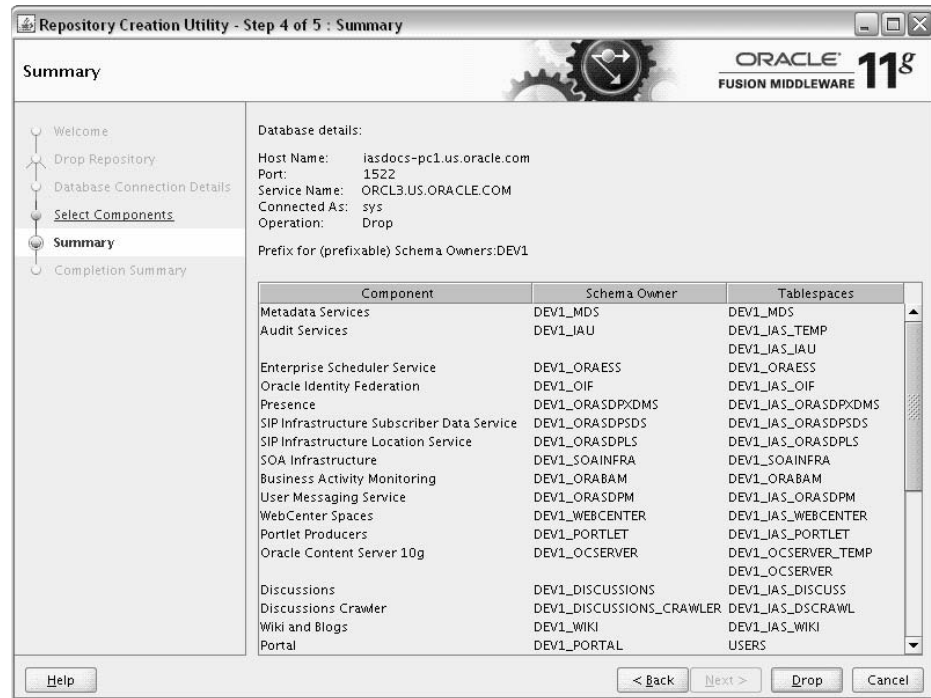 Repository Creation Utility - Step 4 of 5 : Summary
Summary
ORACLE 11g
FUSION MIDDLEWARE
Welcome
Drop Repository
Database Connection Details
Select Components
Summary
Completion Summary
Database details:
Host Name: iasdocs-pc1.us.oracle.com
Port: 1522
Service Name: ORCL3.US.ORACLE.COM
Connected As: sys
Operation: Drop
Prefix for (prefixable) Schema Owners:DEV1
Component Schema Owner Tablespaces
Metadata Services DEV1_MDS DEV1_MDS
Audit Services DEV1_IAU DEV1_IAS_TEMP
DEV1_IAS_IAU
Enterprise Scheduler Service DEV1_ORAESS DEV1_ORAESS
Oracle Identity Federation DEV1_OIF DEV1_IAS_OIF
Presence DEV1_ORASDPXDMS DEV1_IAS_ORASDPXDMS
SIP Infrastructure Subscriber Data Service DEV1_ORASDPSDS DEV1_IAS_ORASDPSDS
SIP Infrastructure Location Service DEV1_ORASDPLS DEV1_IAS_ORASDPLS
SOA Infrastructure DEV1_SOAINFRA DEV1_SOAINFRA
Business Activity Monitoring DEV1_ORABAM DEV1_ORABAM
User Messaging Service DEV1_ORASDPM DEV1_IAS_ORASDPM
WebCenter Spaces DEV1_WEBCENTER DEV1_IAS_WEBCENTER
Portlet Producers DEV1_PORTLET DEV1_IAS_PORTLET
Oracle Content Server 10g DEV1_OCSERVER DEV1_OCSERVER_TEMP
DEV1_OCSERVER
Discussions DEV1_DISCUSSIONS DEV1_IAS_DISCUSS
Discussions Crawler DEV1_DISCUSSIONS_CRAWLER DEV1_IAS_DSCRAWL
Wiki and Blogs DEV1_WIKI DEV1_IAS_WIKI
Portal DEV1_PORTAL USERS
Help < Back Next > Drop Cancel